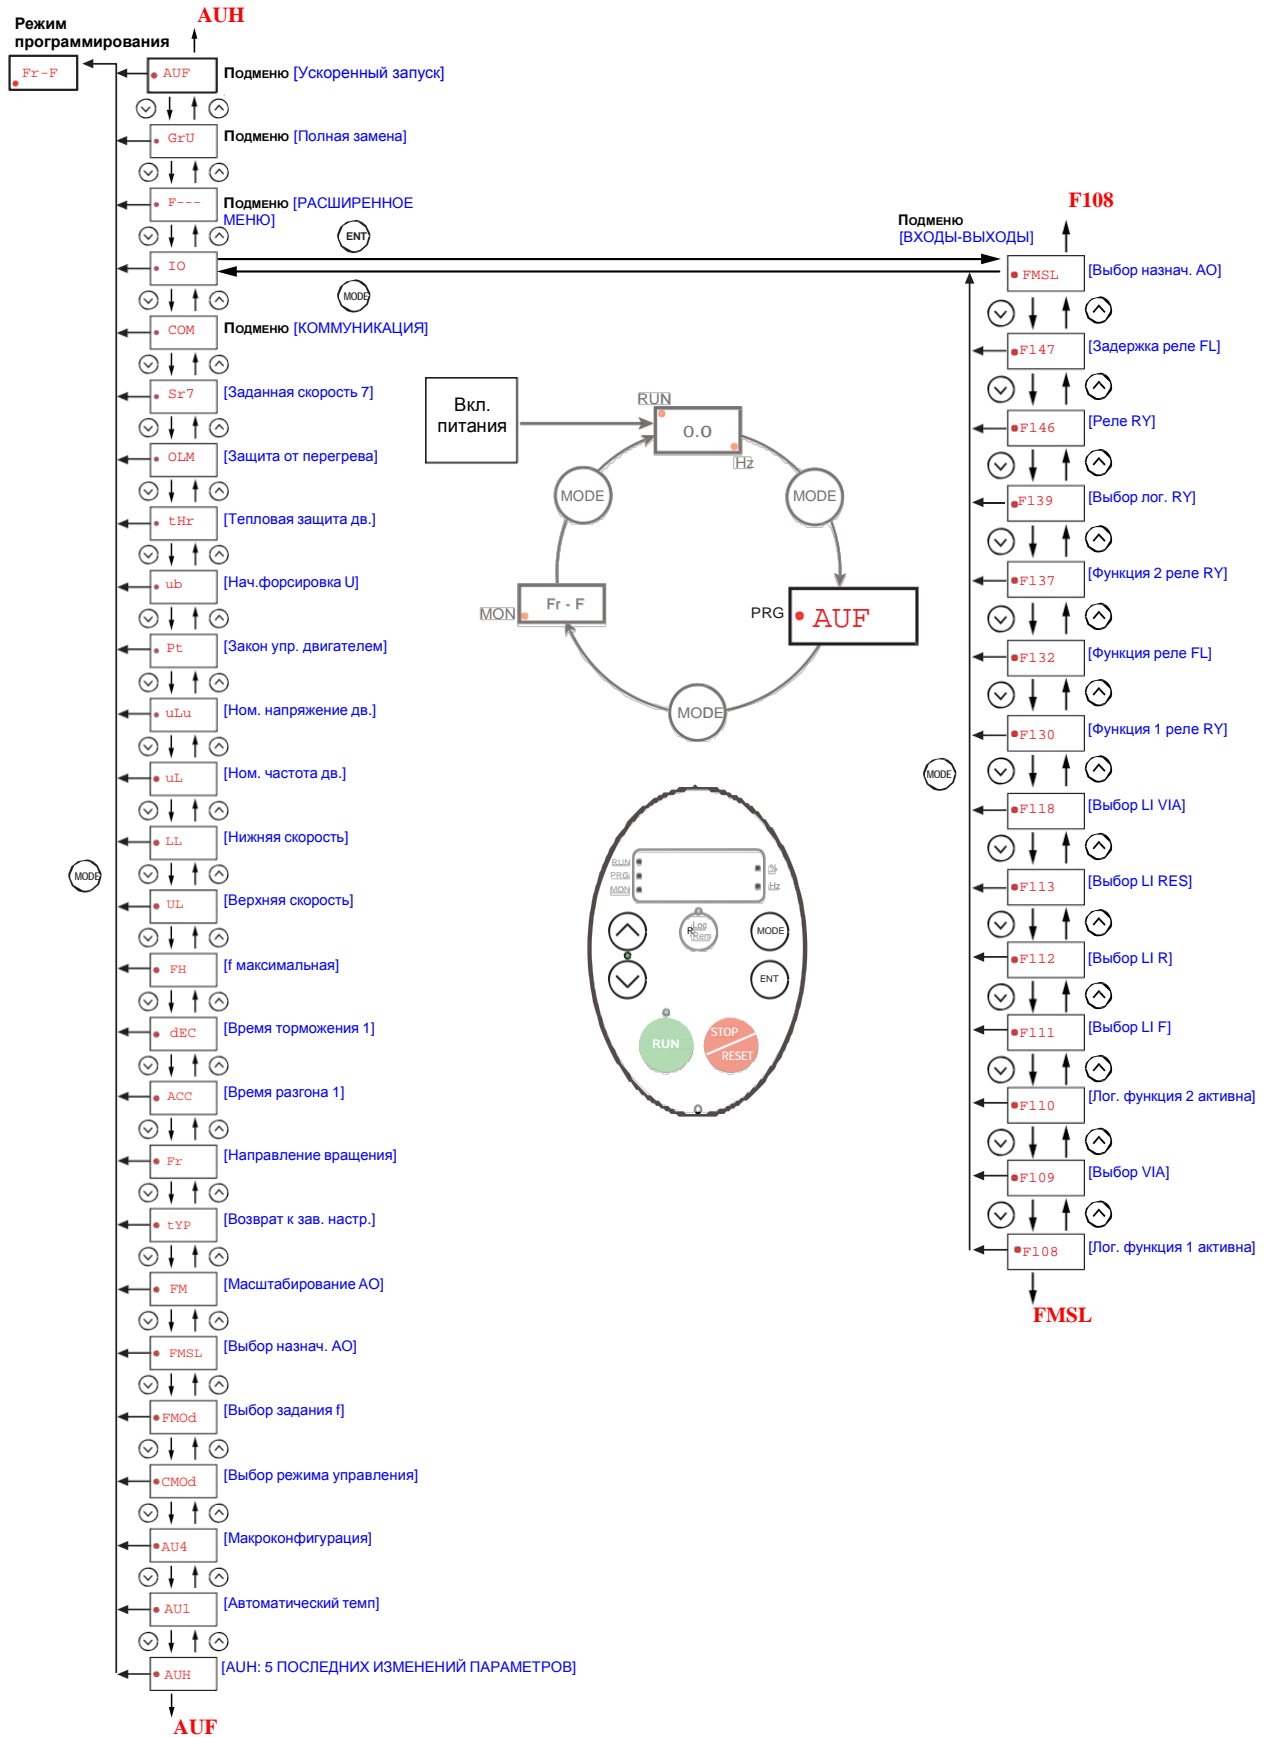 AUH
Режим
программирования
Fr-F
AUF
Подменю [Ускоренный запуск]
GrU
Подменю [Полная замена]
F---
Подменю [РАСШИРЕННОЕ
МЕНЮ]
ENT
IO
MODE
COM
Подменю [КОММУНИКАЦИЯ]
Sr7
[Заданная скорость 7]
OLM
[Защита от перегрева]
tHr
[Тепловая защита дв.]
ub
[Нач.форсировка U]
Pt
[Закон упр. двигателем]
uLu
[Ном. напряжение дв.]
uL
[Ном. частота дв.]
LL
[Нижняя скорость]
MODE
UL
[Верхняя скорость]
FH
[f максимальная]
dEC
[Время торможения 1]
ACC
[Время разгона 1]
Fr
[Направление вращения]
tYP
[Возврат к зав. настр.]
FM
[Масштабирование АО]
FMSL
[Выбор назнач. АО]
FMOd
[Выбор задания f]
CMOd
[Выбор режима управления]
AU4
[Макроконфигурация]
AU1
[Автоматический темп]
AUH
[AUH: 5 ПОСЛЕДНИХ ИЗМЕНЕНИЙ ПАРАМЕТРОВ]
AUF
Вкл.
питания
RUN
0.0
Hz
MODE
MODE
MON
Fr - F
PRG
AUF
MODE
RUN
PRG
MON
%
Hz
R
Log
Rem
MODE
ENT
RUN
STOP
RESET
F108
Подменю
[ВХОДЫ-ВЫХОДЫ]
FMSL
[Выбор назнач. АО]
F147
[Задержка реле FL]
F146
[Реле RY]
F139
[Выбор лог. RY]
F137
[Функция 2 реле RY]
F132
[Функция реле FL]
F130
[Функция 1 реле RY]
MODE
F118
[Выбор LI VIA]
F113
[Выбор LI RES]
F112
[Выбор LI R]
F111
[Выбор LI F]
F110
[Лог. функция 2 активна]
F109
[Выбор VIA]
F108
[Лог. функция 1 активна]
FMSL